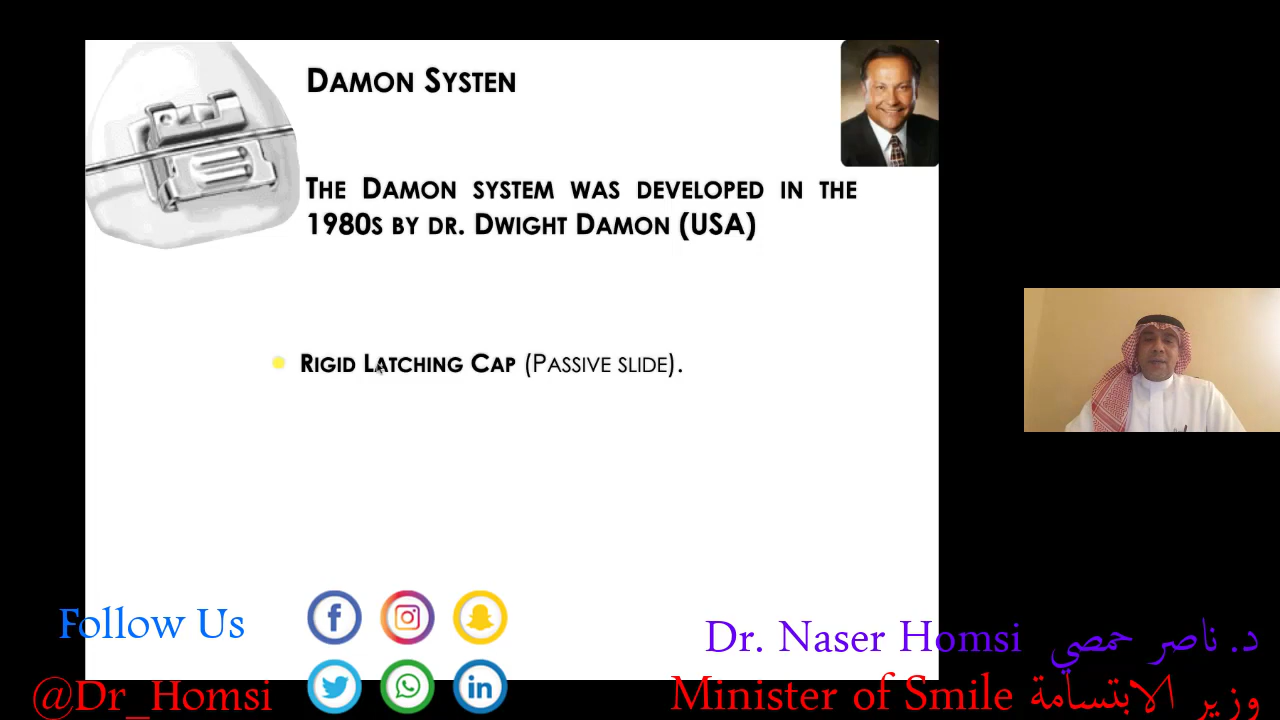 DAMON SYSTEN
THE DAMON SYSTEM WAS DEVELOPED IN THE
1980S BY DR. DWIGHT DAMON (USA)
RIGID LATCHING CAP (PASSIVE SLIDE).
Follow Us
@Dr_Homsi
Dr. Naser Homsi د. ناصر حمصي
Minister of Smile وزير الابتسامة